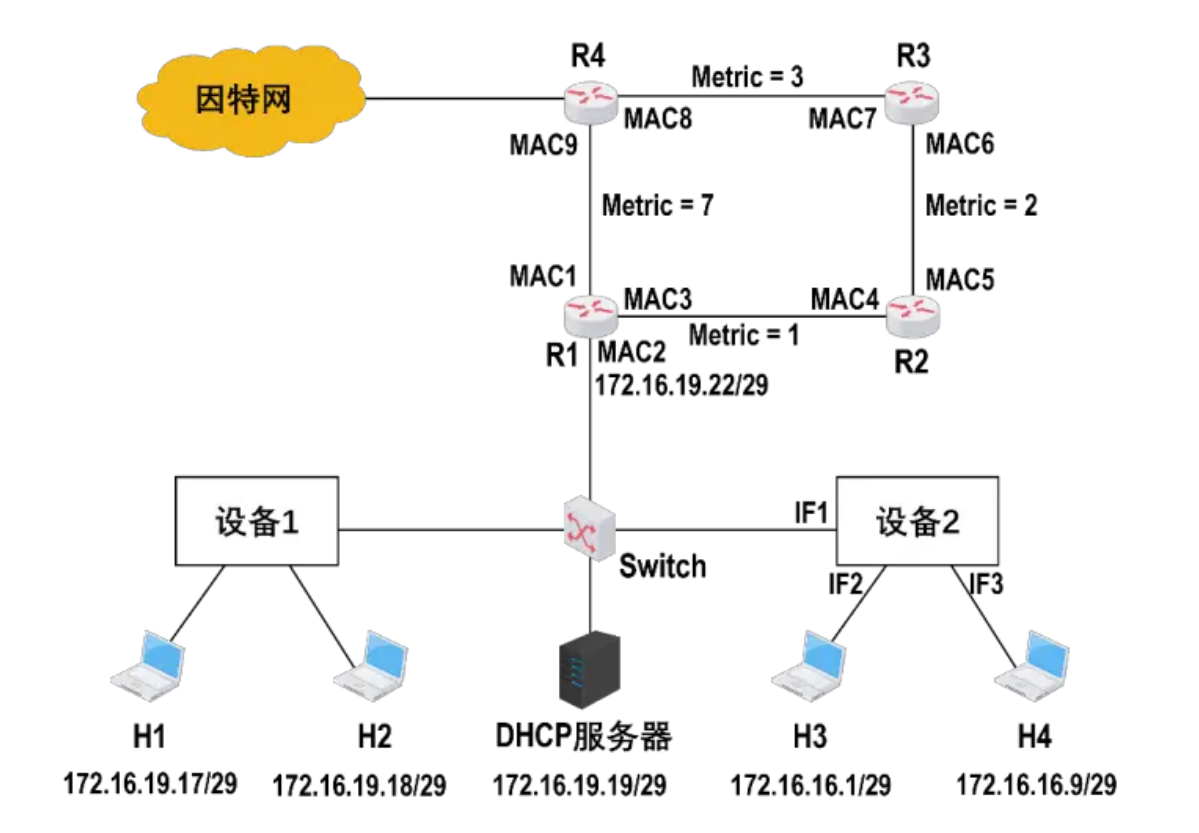 R4
R3
因特网
Metric = 3
MAC8
MAC7
MAC9
MAC6
Metric = 7
Metric = 2
MAC1
MAC5
MAC3
MAC4
Metric = 1
R1
MAC2
R2
172.16.19.22/29
设备1
IF1
设备2
Switch
IF2
IF3
H1
H2
DHCP服务器
H3
H4
172.16.19.17/29
172.16.19.18/29
172.16.19.19/29
172.16.16.1/29
172.16.16.9/29